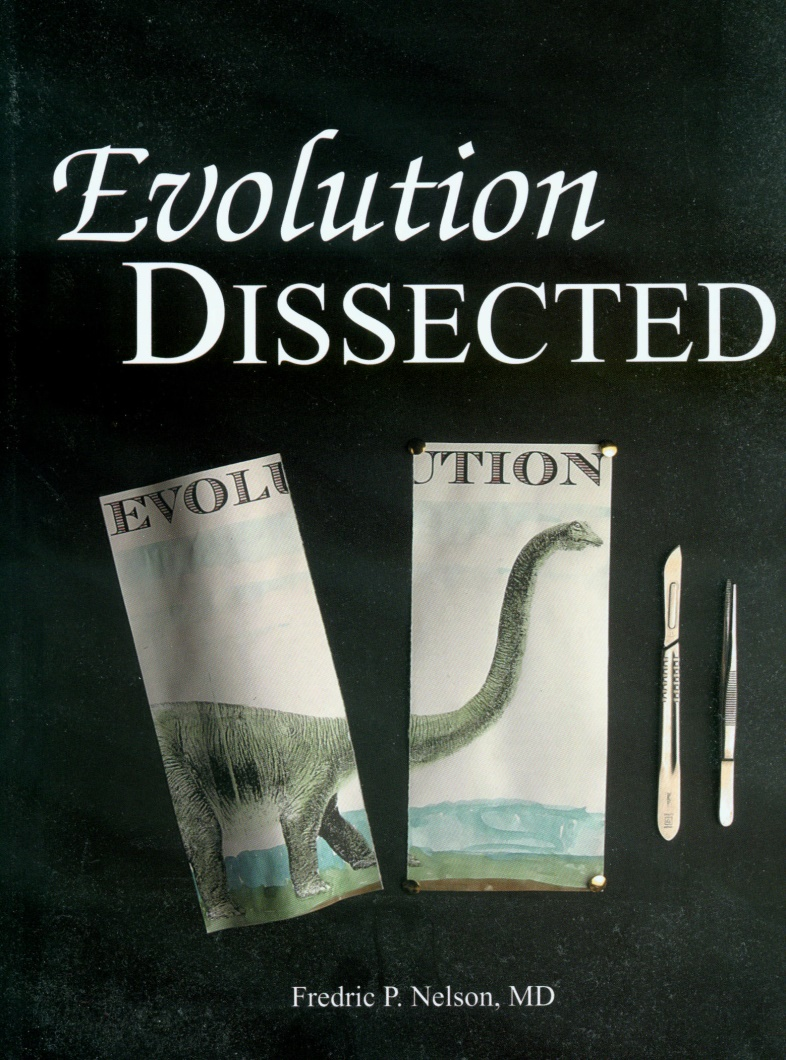 Evolution
DISSECTED
EVOLU
UTION
Fredric P. Nelson, MD